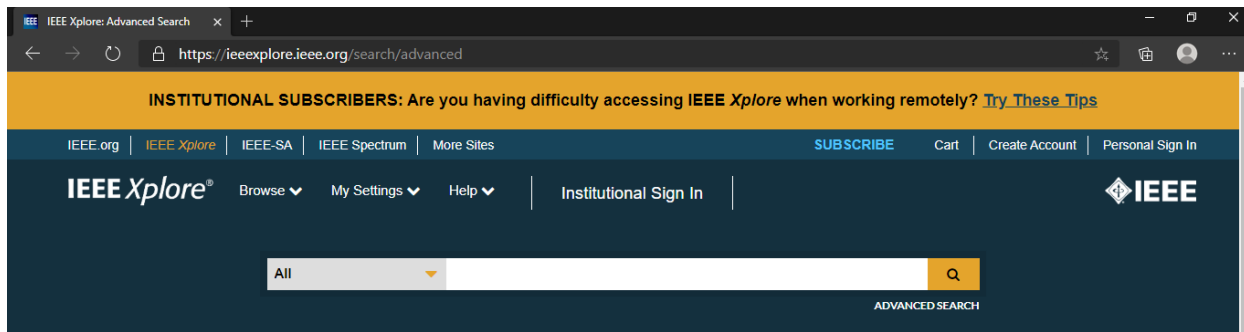 IEEE Xplore: Advanced Search
https://ieeexplore.ieee.org/search/advanced
INSTITUTIONAL SUBSCRIBERS: Are you having difficulty accessing IEEE Xplore when working remotely? Try These Tips
IEEE.org IEEE Xplore IEEE-SA IEEE Spectrum More Sites SUBSCRIBE Cart Create Account Personal Sign In
IEEE Xplore® Browse My Settings Help Institutional Sign In IEEE
All
ADVANCED SEARCH